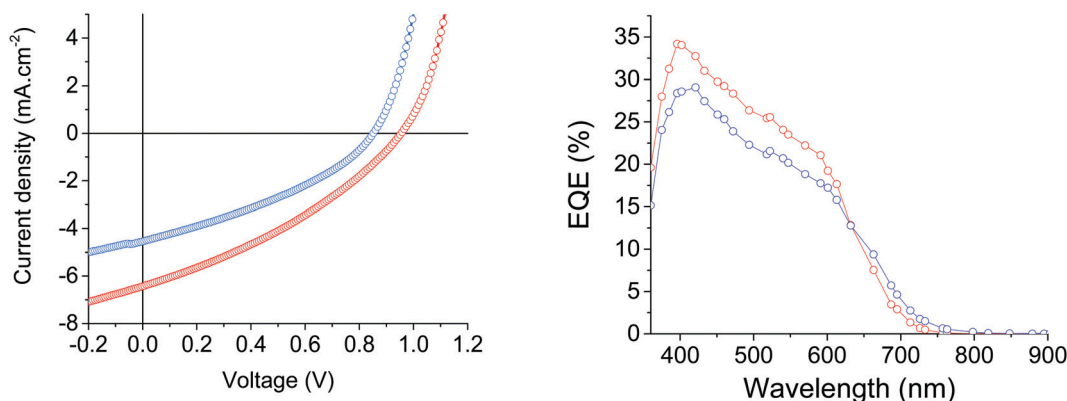 Current density (mA.cm⁻²)
4
2
0
-2
-4
-6
-8
-0.2 0.0 0.2 0.4 0.6 0.8 1.0 1.2
Voltage (V)
EQE (%)
35
30
25
20
15
10
5
0
400 500 600 700 800 900
Wavelength (nm)